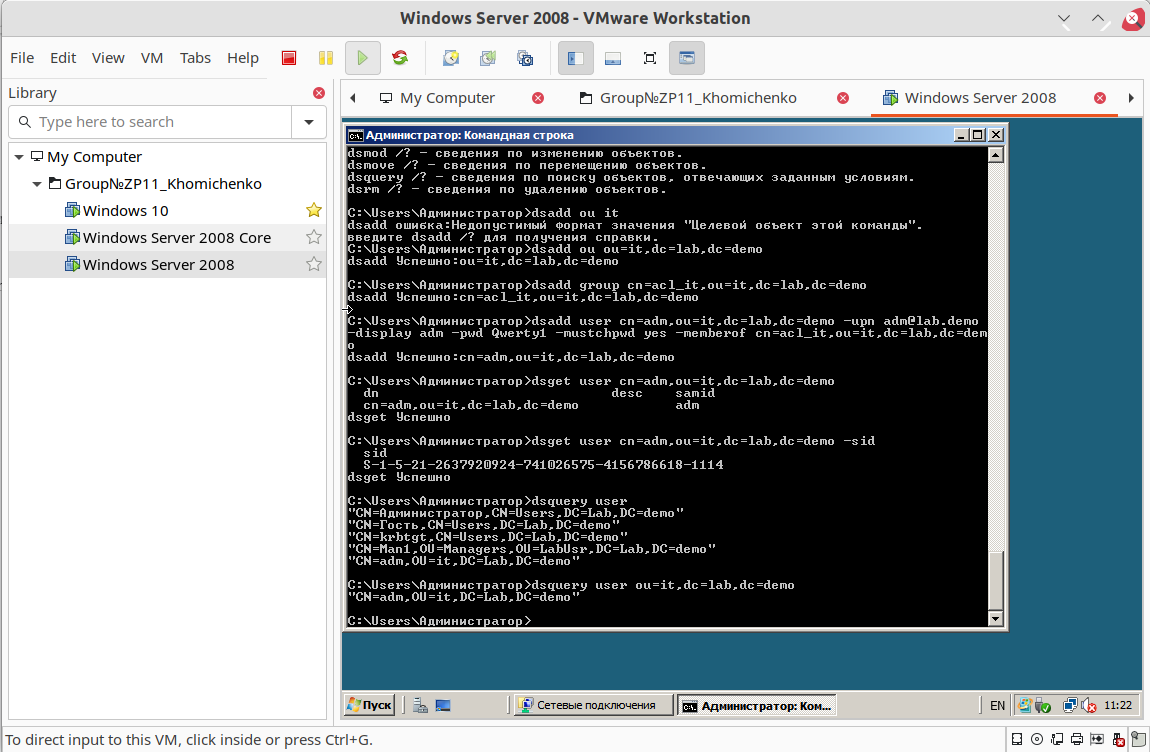 Windows Server 2008 - VMware Workstation
File Edit View VM Tabs Help
Library
Type here to search
My Computer
Group№ZP11_Khomichenko
Windows 10
Windows Server 2008 Core
Windows Server 2008
My Computer
Group№ZP11_Khomichenko
Windows Server 2008
Администратор: Командная строка
dsmod /? - сведения по изменению объектов.
dsmove /? - сведения по перемещению объектов.
dsquery /? - сведения по поиску объектов, отвечающих заданным условиям.
dsrm /? - сведения по удалению объектов.
C:\Users\Администратор>dsadd ou it
dsadd ошибка:Недопустимый формат значения "Целевой объект этой команды".
введите dsadd /? для получения справки.
C:\Users\Администратор>dsadd ou ou=it,dc=lab,dc=demo
dsadd Успешно:ou=it,dc=lab,dc=demo
C:\Users\Администратор>dsadd group cn=acl_it,ou=it,dc=lab,dc=demo
dsadd Успешно:cn=acl_it,ou=it,dc=lab,dc=demo
C:\Users\Администратор>dsadd user cn=adm,ou=it,dc=lab,dc=demo -upn adm@lab.demo
-display adm -pwd Qwerty1 -mustchpwd yes -memberof cn=acl_it,ou=it,dc=lab,dc=dem
o
dsadd Успешно:cn=adm,ou=it,dc=lab,dc=demo
C:\Users\Администратор>dsget user cn=adm,ou=it,dc=lab,dc=demo
dn desc samid
cn=adm,ou=it,dc=lab,dc=demo adm
dsget Успешно
C:\Users\Администратор>dsget user cn=adm,ou=it,dc=lab,dc=demo -sid
sid
S-1-5-21-2637920924-741026575-4156786618-1114
dsget Успешно
C:\Users\Администратор>dsquery user
"CN=Администратор,CN=Users,DC=Lab,DC=demo"
"CN=Гость,CN=Users,DC=Lab,DC=demo"
"CN=krbtgt,CN=Users,DC=Lab,DC=demo"
"CN=Man1,OU=Managers,OU=LabUsr,DC=Lab,DC=demo"
"CN=adm,OU=it,DC=Lab,DC=demo"
C:\Users\Администратор>dsquery user ou=it,dc=lab,dc=demo
"CN=adm,OU=it,DC=Lab,DC=demo"
C:\Users\Администратор>
Пуск
Сетевые подключения
Администратор: Ком...
EN
11:22
To direct input to this VM, click inside or press Ctrl+G.